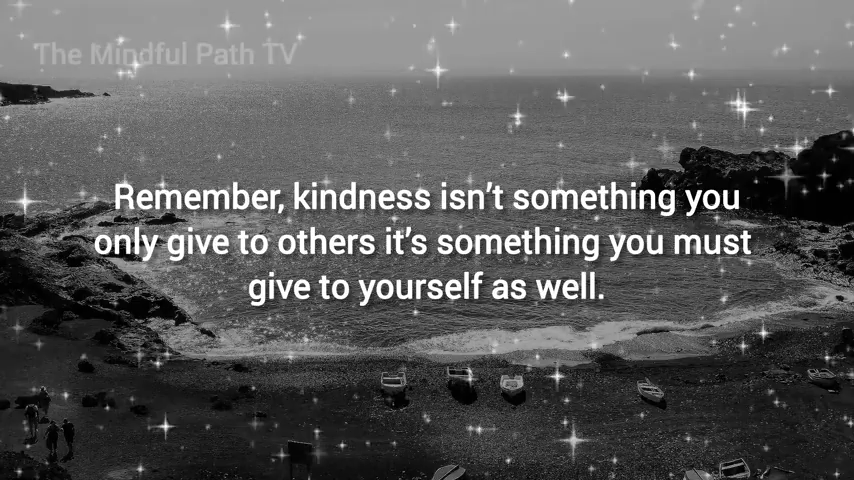 The Mindful Path TV
Remember, kindness isn’t something you
only give to others it’s something you must
give to yourself as well.